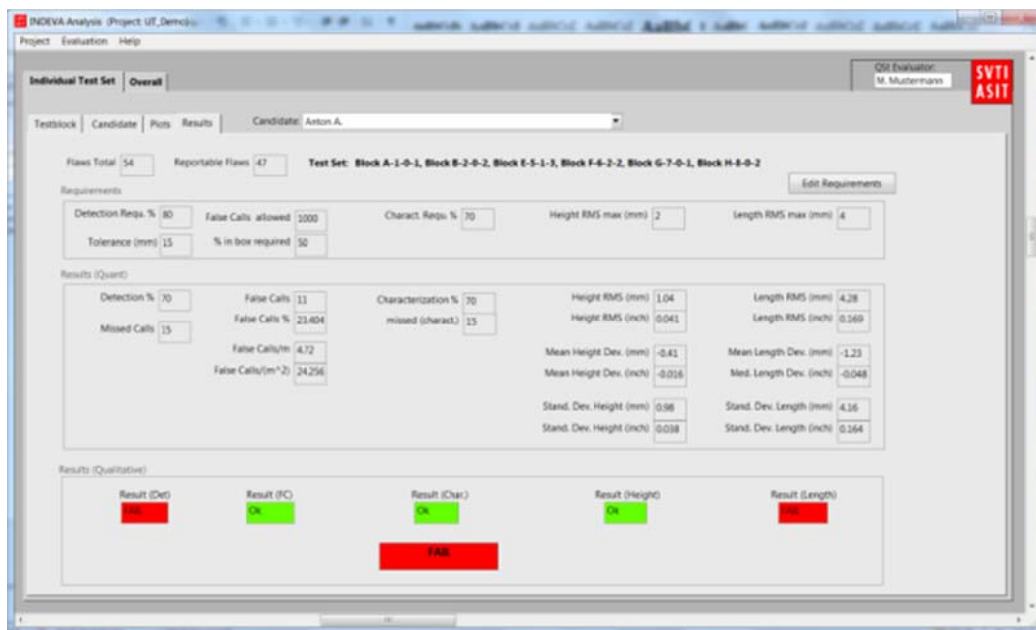 INDEVA Analysis (Project: UT_Demo)
Project Evaluation Help
QSt Evaluator:
M. Mustermann
SVTI
ASIT
Individual Test Set Overall
Testblock Candidate Plots Results Candidate: Anton A.
Flaws Total 54 Reportable Flaws 47 Test Set: Block A-1-0-1, Block B-2-0-2, Block E-5-1-3, Block F-6-2-2, Block G-7-0-1, Block H-8-0-2
Edit Requirements
Requirements
Detection Requ. % 80 False Calls allowed 1000 Charact. Requ. % 70 Height RMS max (mm) 2 Length RMS max (mm) 4
Tolerance (mm) 15 % in box required 50
Results (Quant)
Detection % 70 False Calls 11 Characterization % 70 Height RMS (mm) 1.04 Length RMS (mm) 4.28
Missed Calls 15 False Calls % 23.404 missed (charact.) 15 Height RMS (inch) 0.041 Length RMS (inch) 0.169
False Calls/m 4.72 Mean Height Dev. (mm) -0.41 Mean Length Dev. (mm) -1.23
False Calls/(m^2) 24.256 Mean Height Dev. (inch) -0.016 Med. Length Dev. (inch) -0.048
Stand. Dev. Height (mm) 0.98 Stand. Dev. Length (mm) 4.16
Stand. Dev. Height (inch) 0.038 Stand. Dev. Length (inch) 0.164
Results (Qualitative)
Result (Det) Result (FC) Result (Char.) Result (Height) Result (Length)
FAIL Ok Ok Ok FAIL
FAIL